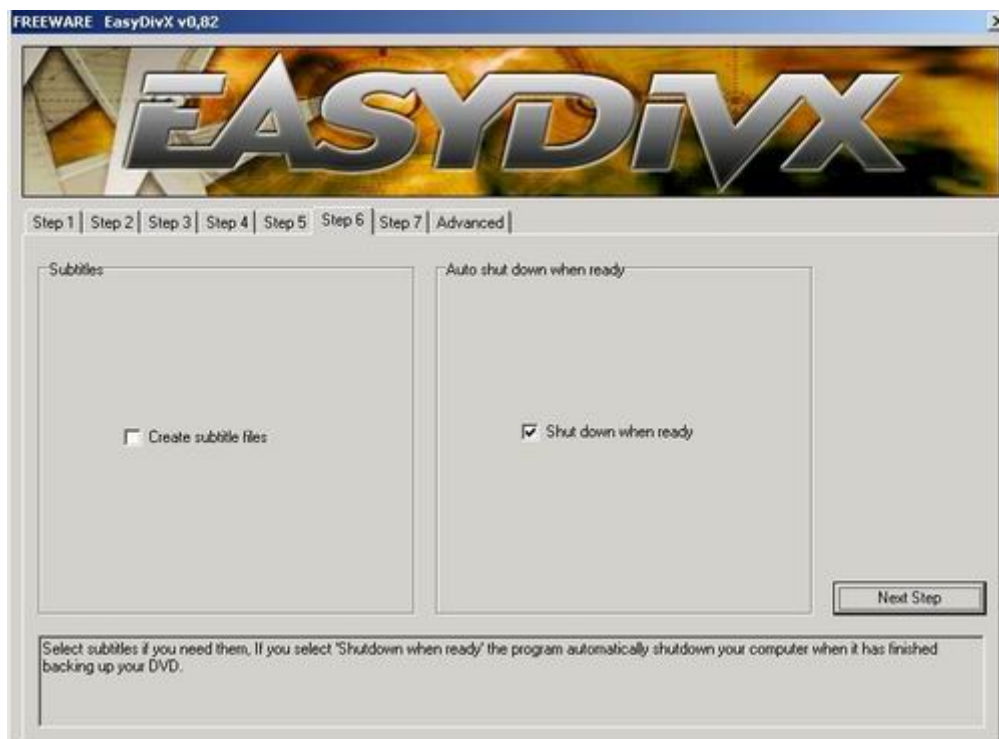 FREEWARE EasyDivX v0,82
EASYDiVX
Step 1 Step 2 Step 3 Step 4 Step 5 Step 6 Step 7 Advanced
Subtitles
Auto shut down when ready
Create subtitle files
Shut down when ready
Next Step
Select subtitles if you need them, If you select 'Shutdown when ready' the program automatically shutdown your computer when it has finished
backing up your DVD.